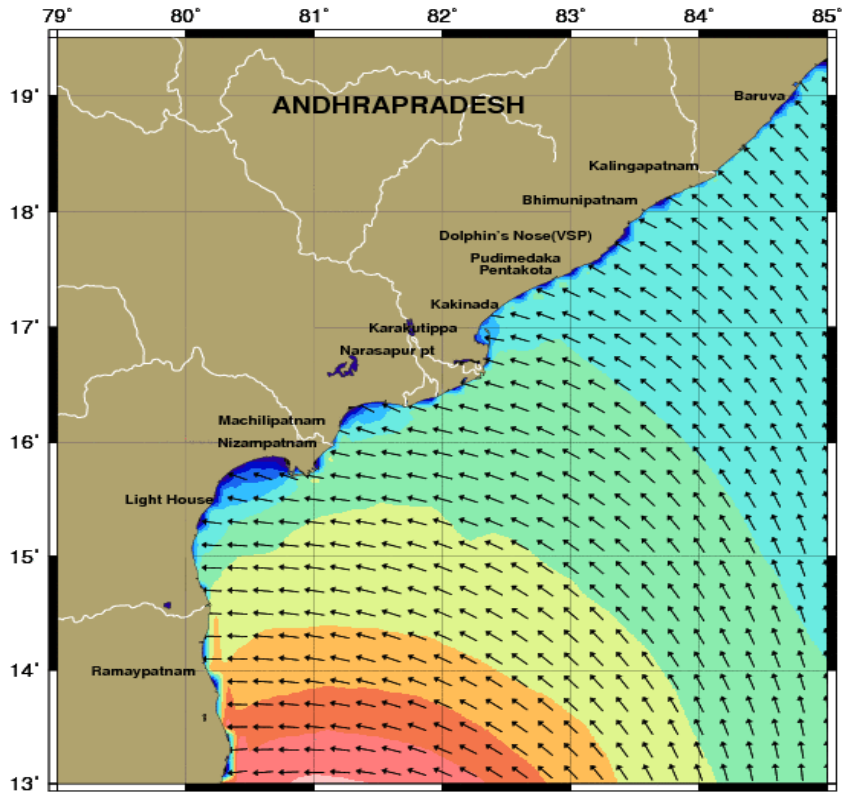 79° 80° 81° 82° 83° 84° 85°
19°
Baruva
ANDHRAPRADESH
Kalingapatnam
Bhimunipatnam
18°
Dolphin's Nose(VSP)
Pudimedaka
Pentakota
Kakinada
17°
Karakutippa
Narasapur pt
Machilipatnam
16°
Nizampatnam
Light House
15°
14°
Ramaypatnam
13°